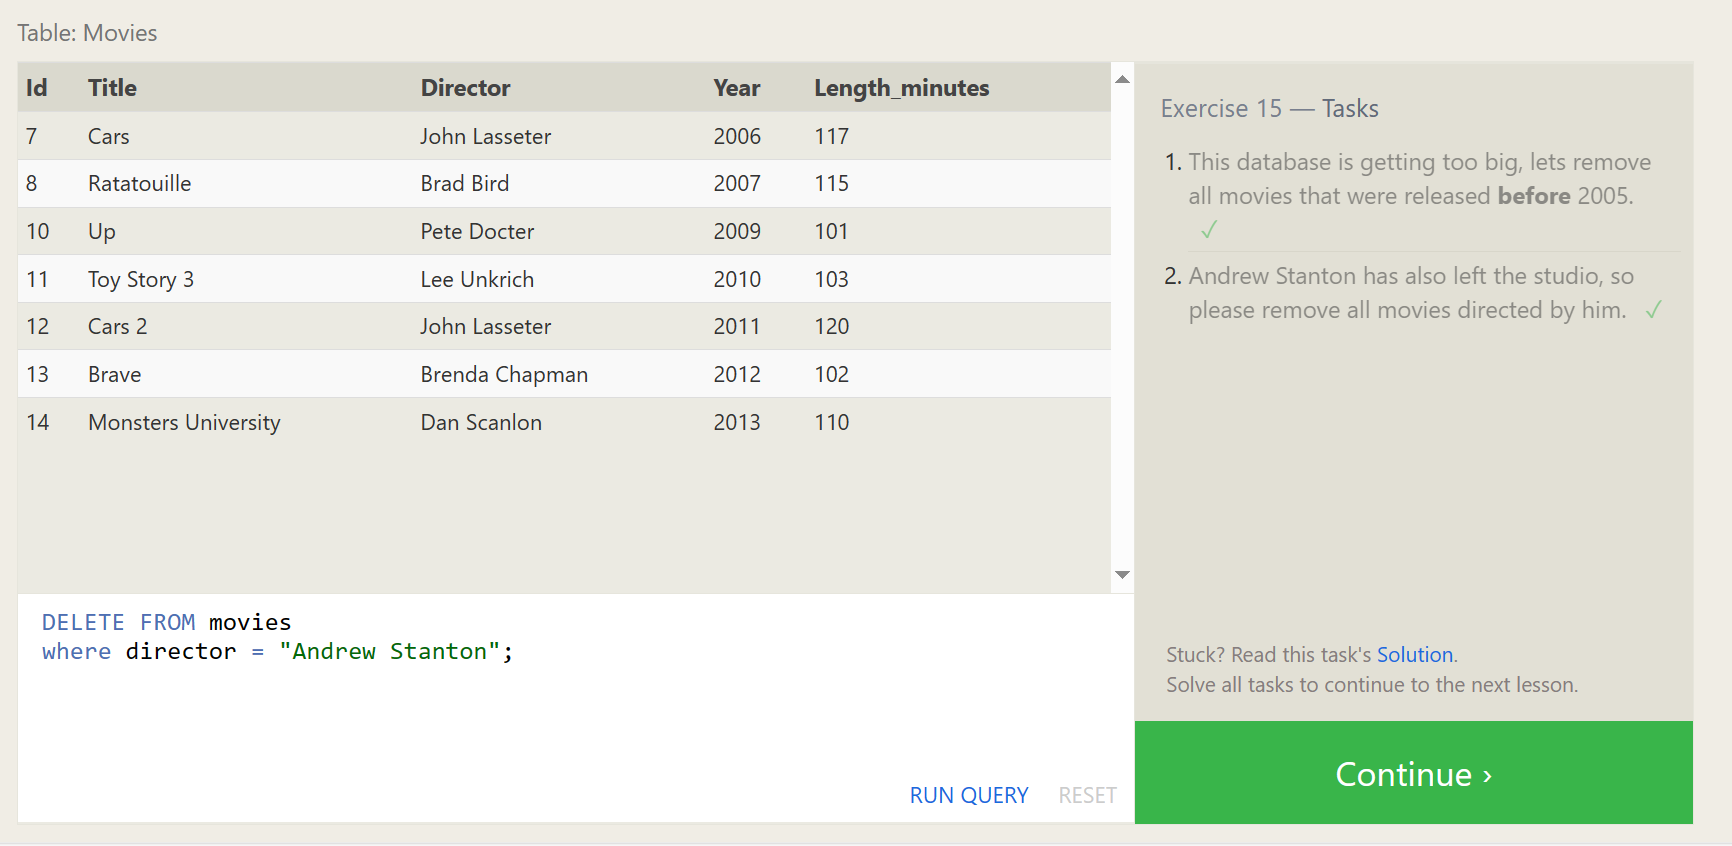 Table: Movies
Id Title Director Year Length_minutes
7 Cars John Lasseter 2006 117
8 Ratatouille Brad Bird 2007 115
10 Up Pete Docter 2009 101
11 Toy Story 3 Lee Unkrich 2010 103
12 Cars 2 John Lasseter 2011 120
13 Brave Brenda Chapman 2012 102
14 Monsters University Dan Scanlon 2013 110
DELETE FROM movies
where director = "Andrew Stanton";
RUN QUERY RESET
Exercise 15 — Tasks
1. This database is getting too big, lets remove
all movies that were released before 2005.
✓
2. Andrew Stanton has also left the studio, so
please remove all movies directed by him. ✓
Stuck? Read this task's Solution.
Solve all tasks to continue to the next lesson.
Continue ›